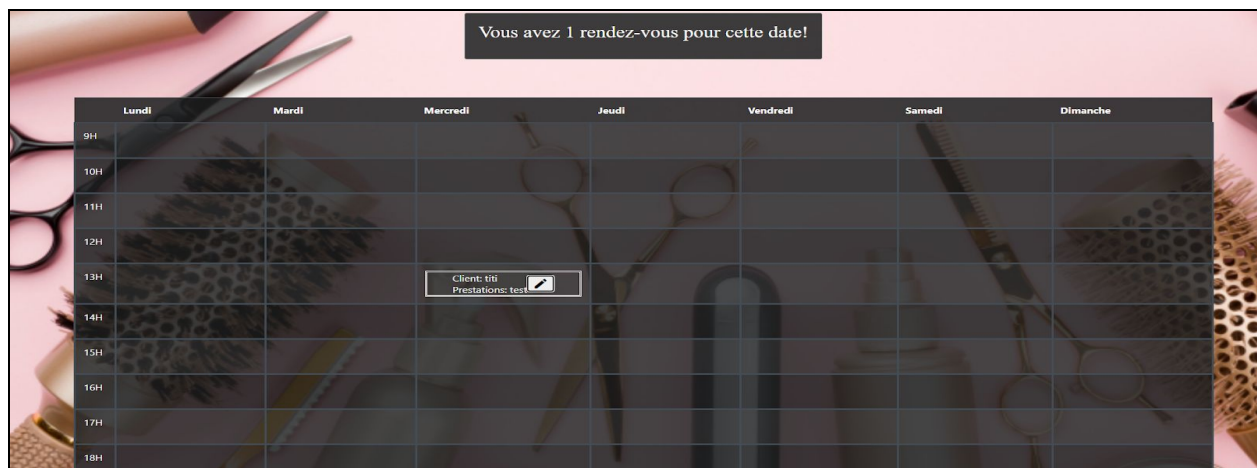 Vous avez 1 rendez-vous pour cette date!
Lundi Mardi Mercredi Jeudi Vendredi Samedi Dimanche
9H
10H
11H
12H
13H
Client: titi
Prestations: test
14H
15H
16H
17H
18H